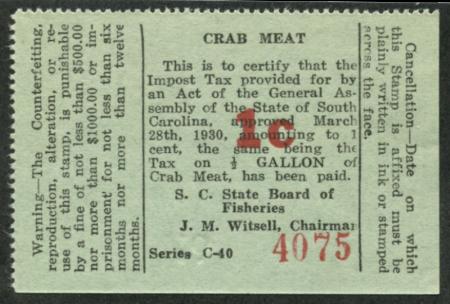 Warning—The Counterfeiting,
reproduction, alteration, or re-
use of this stamp, is punishable
by a fine of not less than $500.00
nor more than $1000.00 or im-
prisonment for not less than six
months nor more than twelve
months.
CRAB MEAT
This is to certify that the
Impost Tax provided for by
an Act of the General As-
sembly of the State of South
Carolina, approved March
28th, 1930, amounting to 1
cent, the same being the
Tax on ½ GALLON of
Crab Meat, has been paid.
1c
S. C. State Board of
Fisheries
J. M. Witsell, Chairman
Series C-40
4075
Cancellation—Date on which
this Stamp is affixed must be
plainly written in ink or stamped
across the face.